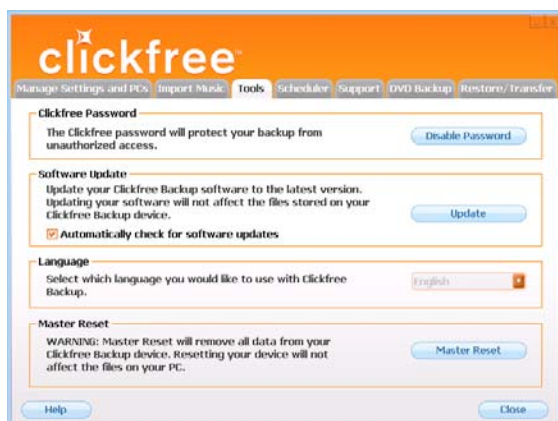 clickfree™
Manage Settings and PCs Import Music Tools Scheduler Support DVD Backup Restore/Transfer
Clickfree Password
The Clickfree password will protect your backup from
unauthorized access.
Disable Password
Software Update
Update your Clickfree Backup software to the latest version.
Updating your software will not affect the files stored on your
Clickfree Backup device.
Update
Automatically check for software updates
Language
Select which language you would like to use with Clickfree
Backup.
English
Master Reset
WARNING: Master Reset will remove all data from your
Clickfree Backup device. Resetting your device will not
affect the files on your PC.
Master Reset
Help Close